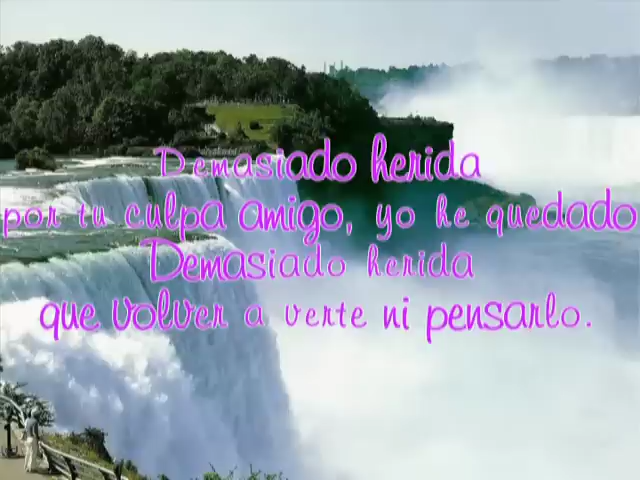 Demasiado herida
por tu culpa amigo, yo he quedado
Demasiado herida
que volver a verte ni pensarlo.